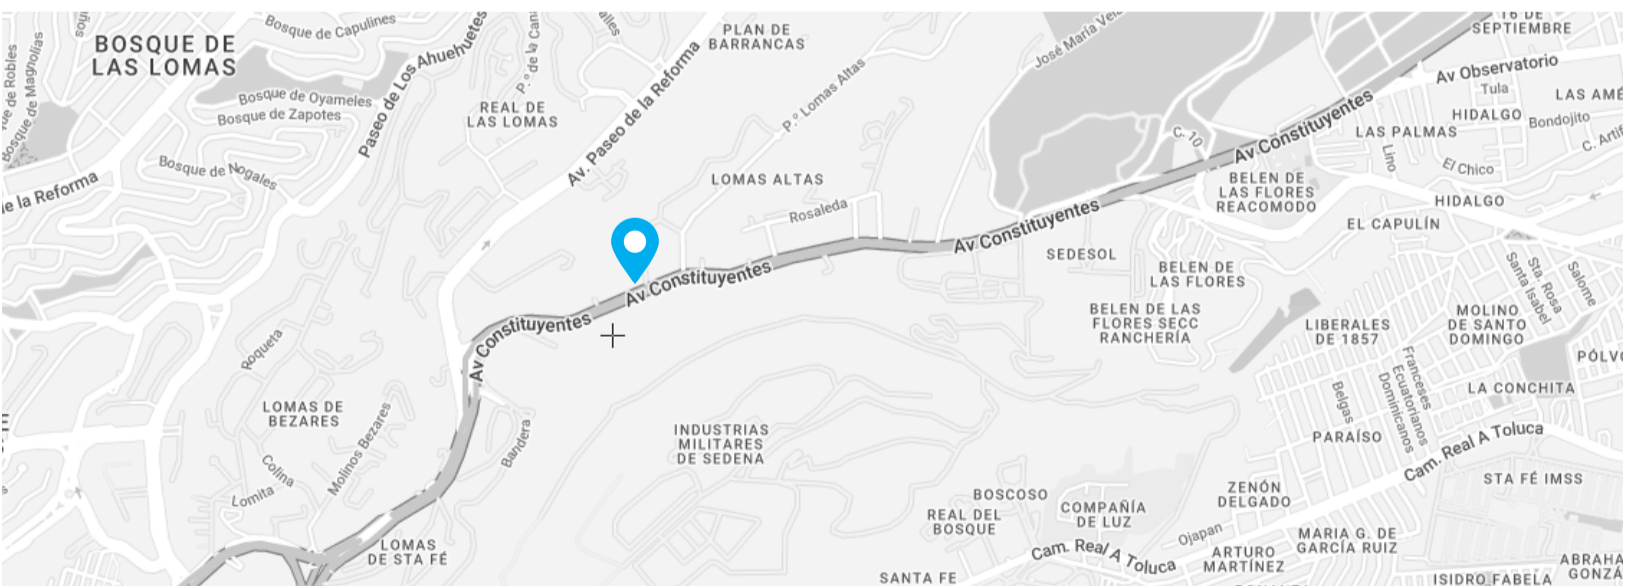 BOSQUE DE
LAS LOMAS
Bosque de Capulines
Paseo de Los Ahuehuetes
Bosque de Magnolias
Bosque de Oyameles
Bosque de Zapotes
Bosque de Nogales
de la Reforma
REAL DE
LAS LOMAS
PLAN DE
BARRANCAS
Av. Paseo de la Reforma
P.º Lomas Altas
José María
16 DE
SEPTIEMBRE
Av Observatorio
Tula
LAS AMÉ
HIDALGO
Bondojito
LAS PALMAS
C. Artif
Lino
El Chico
C. 10
Av Constituyentes
LOMAS ALTAS
Rosaleda
BELEN DE
LAS FLORES
REACOMODO
HIDALGO
EL CAPULÍN
Av Constituyentes
SEDESOL
BELEN DE
LAS FLORES
Av Constituyentes
Av Constituyentes
Av Constituyentes
Sta. Rosa
Santa Isabel
Salome
BELEN DE LAS
FLORES SECC
RANCHERÍA
LIBERALES
DE 1857
MOLINO
DE SANTO
DOMINGO
PÓLV
Roqueta
Franceses
Ecuatorianos
Dominicanos
Belgas
LA CONCHITA
LOMAS DE
BEZARES
Molinos Bezares
Bandera
INDUSTRIAS
MILITARES
DE SEDENA
PARAÍSO
Cam. Real A Toluca
Colina
Lomita
STA FÉ IMSS
BOSCOSO
COMPAÑÍA
DE LUZ
ZENÓN
DELGADO
REAL DEL
BOSQUE
Ojapan
MARIA G. DE
GARCÍA RUIZ
LOMAS
DE STA FÉ
Cam. Real A Toluca
ARTURO
MARTÍNEZ
ABRAHA
GONZÁ
SANTA FE
ISIDRO FABELA